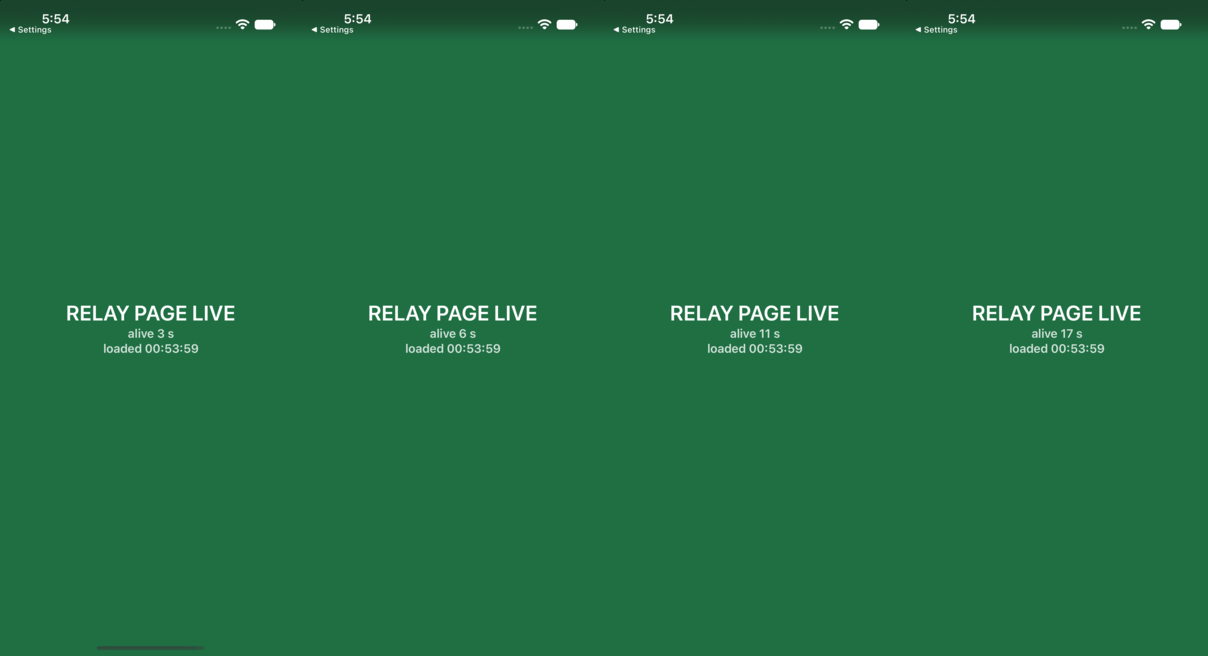 5:54
◀ Settings
RELAY PAGE LIVE
alive 3 s
loaded 00:53:59
5:54
◀ Settings
RELAY PAGE LIVE
alive 6 s
loaded 00:53:59
5:54
◀ Settings
RELAY PAGE LIVE
alive 11 s
loaded 00:53:59
5:54
◀ Settings
RELAY PAGE LIVE
alive 17 s
loaded 00:53:59